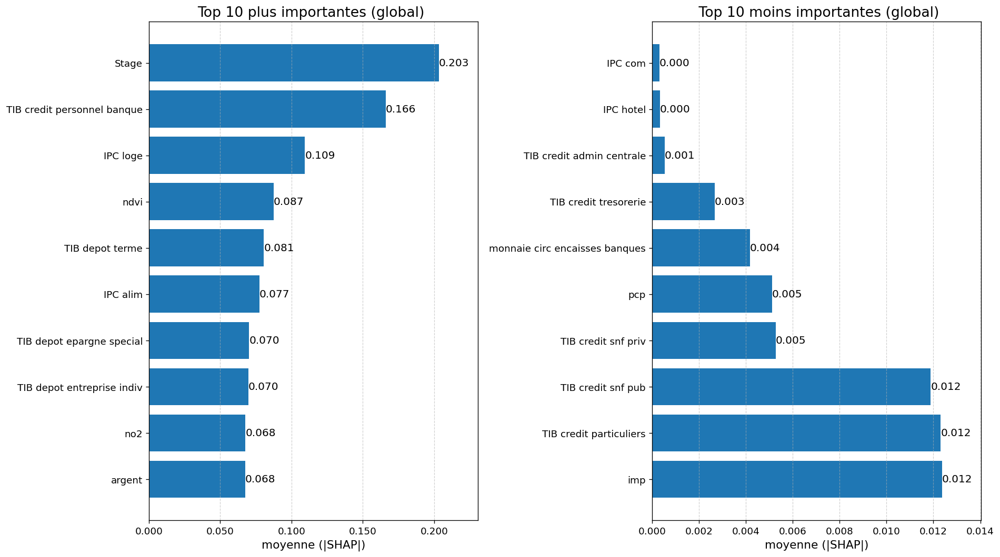 Top 10 plus importantes (global)
Stage
0.203
TIB credit personnel banque
0.166
IPC loge
0.109
ndvi
0.087
TIB depot terme
0.081
IPC alim
0.077
TIB depot epargne special
0.070
TIB depot entreprise indiv
0.070
no2
0.068
argent
0.068
0.000 0.050 0.100 0.150 0.200
moyenne (|SHAP|)
Top 10 moins importantes (global)
IPC com
0.000
IPC hotel
0.000
TIB credit admin centrale
0.001
TIB credit tresorerie
0.003
monnaie circ encaisses banques
0.004
pcp
0.005
TIB credit snf priv
0.005
TIB credit snf pub
0.012
TIB credit particuliers
0.012
imp
0.012
0.000 0.002 0.004 0.006 0.008 0.010 0.012 0.014
moyenne (|SHAP|)